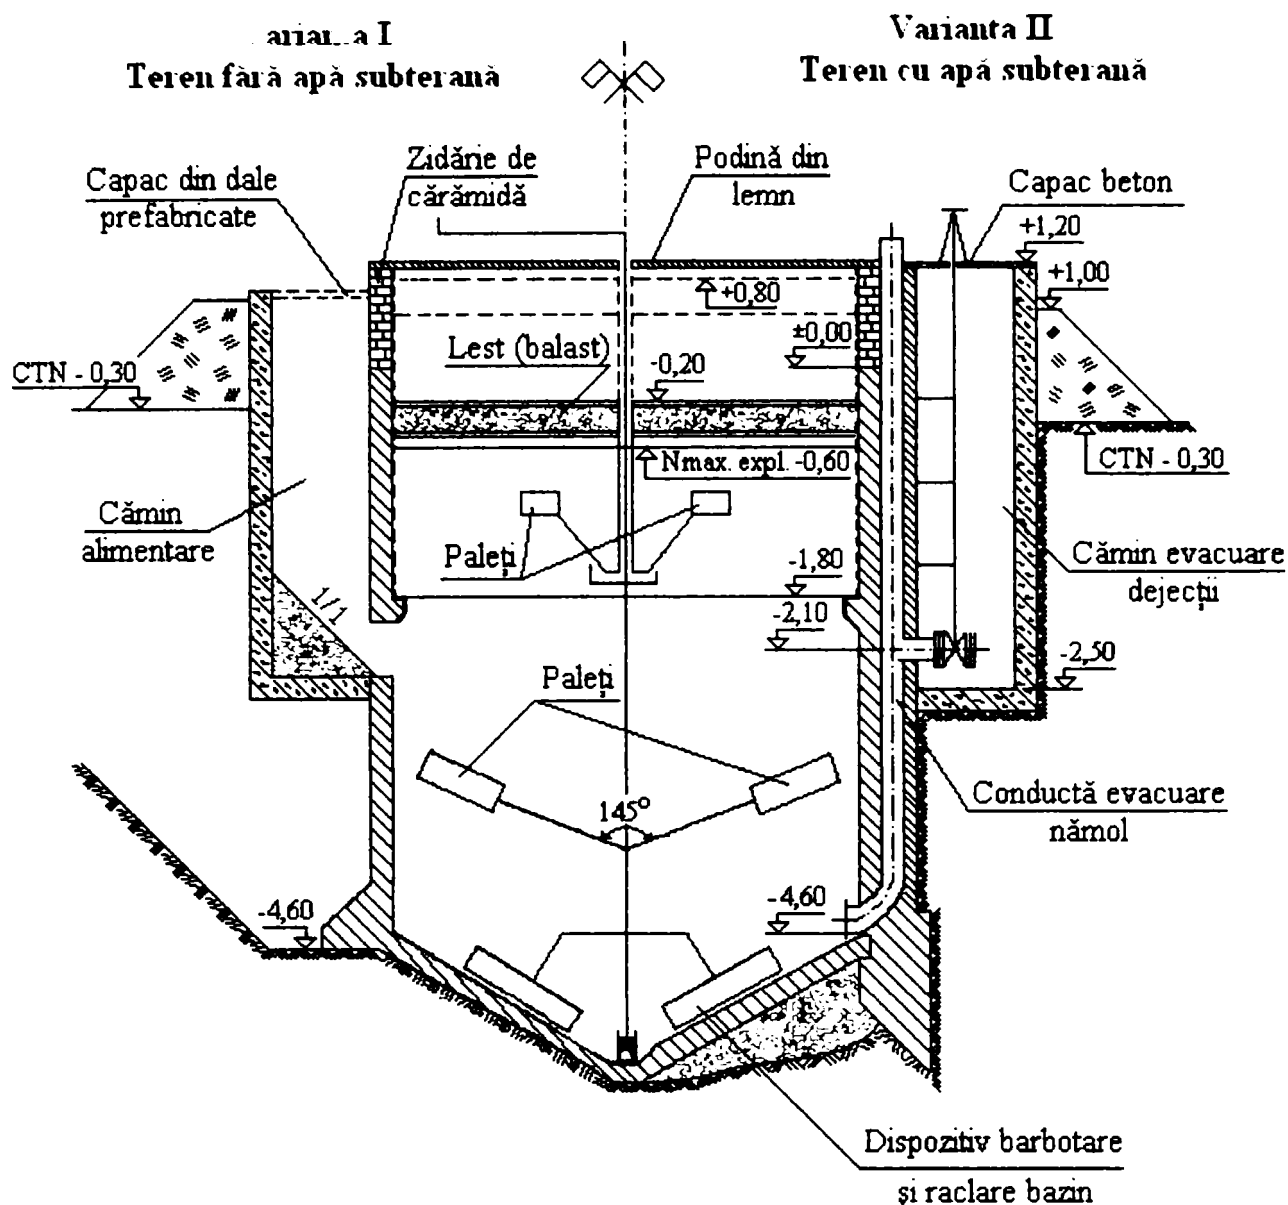 I
Teren fără apă subterană
Varianta II
Teren cu apă subterană
Zidărie de
cărămidă
Podină din
lemn
Capac din dale
prefabricate
Capac beton
+1,20
+1,00
+0,80
±0,00
Lest (balast)
-0,20
CTN - 0,30
Nmax. expl. -0,60
CTN - 0,30
Cămin
alimentare
Paleți
Cămin evacuare
dejecții
-1,80
1/1
-2,10
-2,50
Paleți
145°
Conductă evacuare
nămol
-4,60
-4,60
Dispozitiv barbotare
și raclare bazin